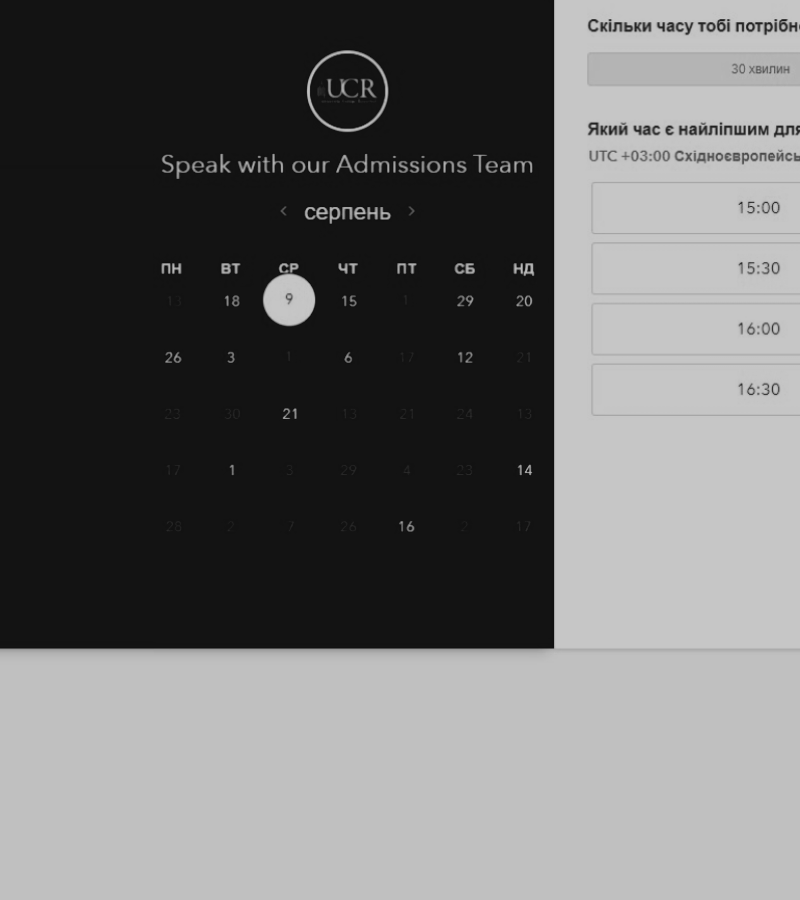 UCR
Speak with our Admissions Team
< серпень >
ПН ВТ СР ЧТ ПТ СБ НД
13 18 9 15 1 29 20
26 3 1 6 17 12 21
23 30 21 13 21 24 13
17 1 3 29 4 23 14
28 2 7 26 16 2 17
Скільки часу тобі потрібн
30 хвилин
Який час є найліпшим для
UTC +03:00 Східноєвропейсь
15:00
15:30
16:00
16:30